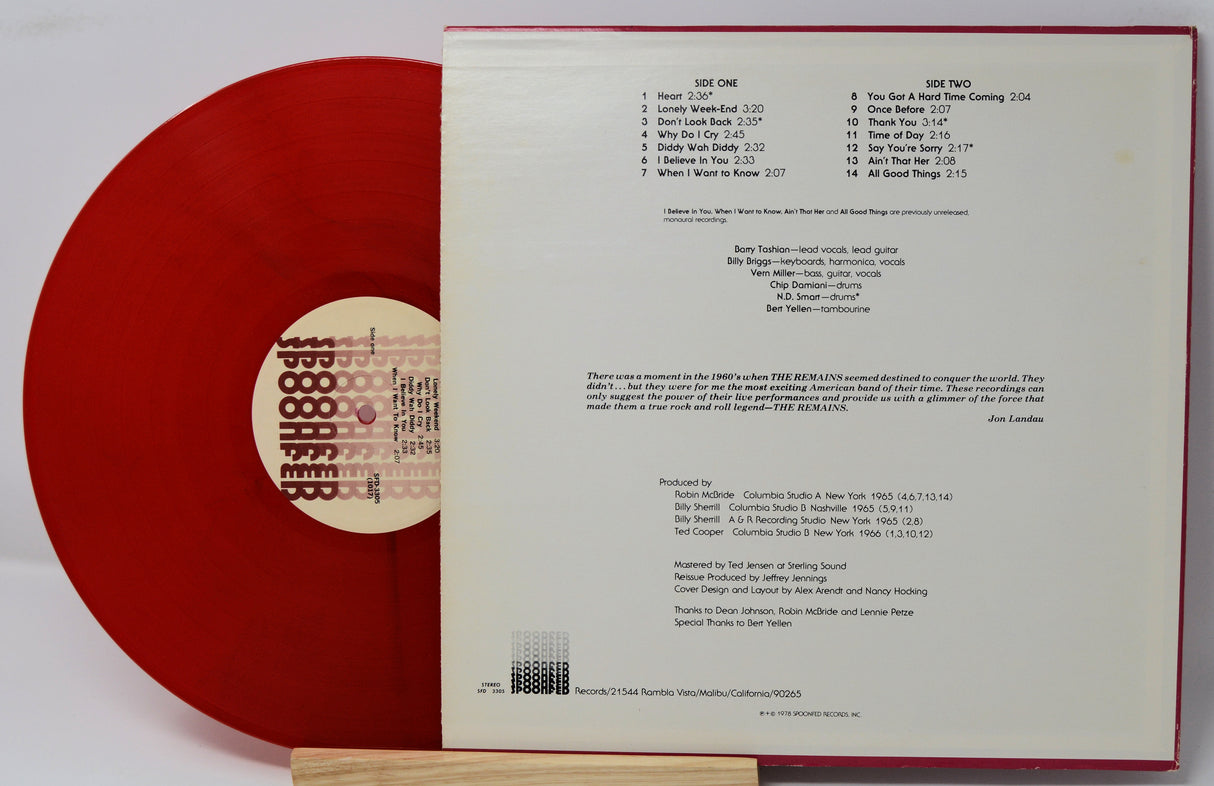 SIDE ONE
1 Heart 2:36*
2 Lonely Week-End 3:20
3 Don't Look Back 2:35*
4 Why Do I Cry 2:45
5 Diddy Wah Diddy 2:32
6 I Believe In You 2:33
7 When I Want to Know 2:07
SIDE TWO
8 You Got A Hard Time Coming 2:04
9 Once Before 2:07
10 Thank You 3:14*
11 Time of Day 2:16
12 Say You're Sorry 2:17*
13 Ain't That Her 2:08
14 All Good Things 2:15
I Believe In You, When I Want to Know, Ain't That Her and All Good Things are previously unreleased,
monaural recordings.
Barry Tashian—lead vocals, lead guitar
Billy Briggs—keyboards, harmonica, vocals
Vern Miller—bass, guitar, vocals
Chip Damiani—drums
N.D. Smart—drums*
Bert Yellen—tambourine
There was a moment in the 1960's when THE REMAINS seemed destined to conquer the world. They
didn't...but they were for me the most exciting American band of their time. These recordings can
only suggest the power of their live performances and provide us with a glimmer of the force that
made them a true rock and roll legend—THE REMAINS.
Jon Landau
Produced by
Robin McBride Columbia Studio A New York 1965 (4,6,7,13,14)
Billy Sherrill Columbia Studio B Nashville 1965 (5,9,11)
Billy Sherrill A & R Recording Studio New York 1965 (2,8)
Ted Cooper Columbia Studio B New York 1966 (1,3,10,12)
Mastered by Ted Jensen at Sterling Sound
Reissue Produced by Jeffrey Jennings
Cover Design and Layout by Alex Arendt and Nancy Hocking
Thanks to Dean Johnson, Robin McBride and Lennie Petze
Special Thanks to Bert Yellen
STEREO
SFD 3305
SPOONFED
Records/21544 Rambla Vista/Malibu/California/90265
℗+© 1978 SPOONFED RECORDS, INC.
Side one
SPOONFED
Lonely Weekend 3:20
Don't Look Back 2:35
Why Do I Cry 2:45
Diddy Wah Diddy 2:32
I Believe In You 2:33
When I Want To Know 2:07
SFD-3305
(1017)